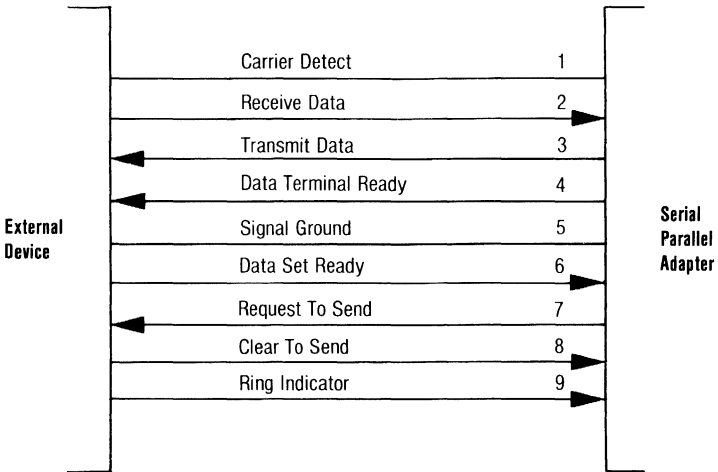 Carrier Detect 1
Receive Data 2
Transmit Data 3
Data Terminal Ready 4
Signal Ground 5
Data Set Ready 6
Request To Send 7
Clear To Send 8
Ring Indicator 9
External
Device
Serial
Parallel
Adapter